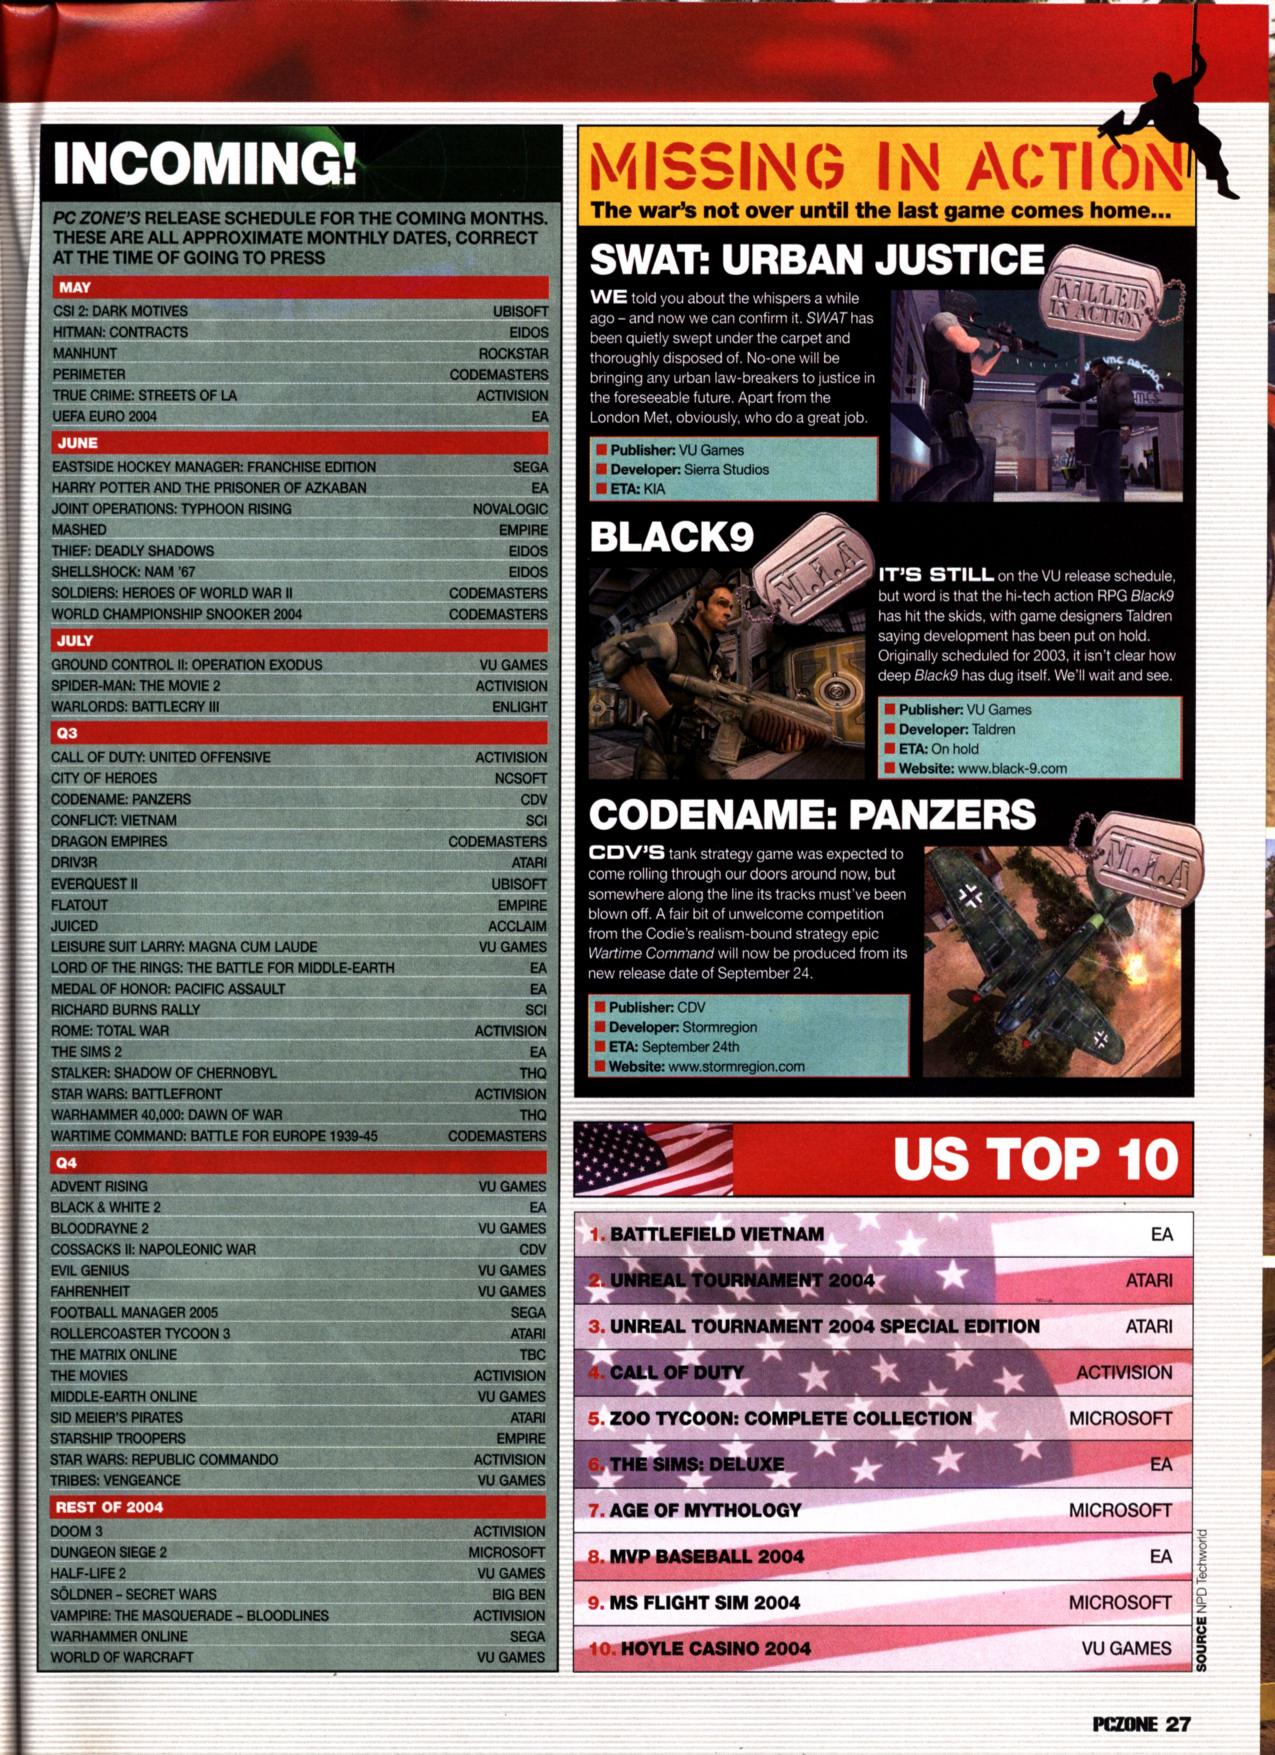 INCOMING!
PC ZONE'S RELEASE SCHEDULE FOR THE COMING MONTHS.
THESE ARE ALL APPROXIMATE MONTHLY DATES, CORRECT
AT THE TIME OF GOING TO PRESS
MAY
CSI 2: DARK MOTIVES UBISOFT
HITMAN: CONTRACTS EIDOS
MANHUNT ROCKSTAR
PERIMETER CODEMASTERS
TRUE CRIME: STREETS OF LA ACTIVISION
UEFA EURO 2004 EA
JUNE
EASTSIDE HOCKEY MANAGER: FRANCHISE EDITION SEGA
HARRY POTTER AND THE PRISONER OF AZKABAN EA
JOINT OPERATIONS: TYPHOON RISING NOVALOGIC
MASHED EMPIRE
THIEF: DEADLY SHADOWS EIDOS
SHELLSHOCK: NAM '67 EIDOS
SOLDIERS: HEROES OF WORLD WAR II CODEMASTERS
WORLD CHAMPIONSHIP SNOOKER 2004 CODEMASTERS
JULY
GROUND CONTROL II: OPERATION EXODUS VU GAMES
SPIDER-MAN: THE MOVIE 2 ACTIVISION
WARLORDS: BATTLECRY III ENLIGHT
Q3
CALL OF DUTY: UNITED OFFENSIVE ACTIVISION
CITY OF HEROES NCSOFT
CODENAME: PANZERS CDV
CONFLICT: VIETNAM SCI
DRAGON EMPIRES CODEMASTERS
DRIV3R ATARI
EVERQUEST II UBISOFT
FLATOUT EMPIRE
JUICED ACCLAIM
LEISURE SUIT LARRY: MAGNA CUM LAUDE VU GAMES
LORD OF THE RINGS: THE BATTLE FOR MIDDLE-EARTH EA
MEDAL OF HONOR: PACIFIC ASSAULT EA
RICHARD BURNS RALLY SCI
ROME: TOTAL WAR ACTIVISION
THE SIMS 2 EA
STALKER: SHADOW OF CHERNOBYL THQ
STAR WARS: BATTLEFRONT ACTIVISION
WARHAMMER 40,000: DAWN OF WAR THQ
WARTIME COMMAND: BATTLE FOR EUROPE 1939-45 CODEMASTERS
Q4
ADVENT RISING VU GAMES
BLACK & WHITE 2 EA
BLOODRAYNE 2 VU GAMES
COSSACKS II: NAPOLEONIC WAR CDV
EVIL GENIUS VU GAMES
FAHRENHEIT VU GAMES
FOOTBALL MANAGER 2005 SEGA
ROLLERCOASTER TYCOON 3 ATARI
THE MATRIX ONLINE TBC
THE MOVIES ACTIVISION
MIDDLE-EARTH ONLINE VU GAMES
SID MEIER'S PIRATES ATARI
STARSHIP TROOPERS EMPIRE
STAR WARS: REPUBLIC COMMANDO ACTIVISION
TRIBES: VENGEANCE VU GAMES
REST OF 2004
DOOM 3 ACTIVISION
DUNGEON SIEGE 2 MICROSOFT
HALF-LIFE 2 VU GAMES
SÖLDNER – SECRET WARS BIG BEN
VAMPIRE: THE MASQUERADE – BLOODLINES ACTIVISION
WARHAMMER ONLINE SEGA
WORLD OF WARCRAFT VU GAMES
MISSING IN ACTION
The war's not over until the last game comes home...
SWAT: URBAN JUSTICE
KILLED
IN ACTION
WE told you about the whispers a while
ago – and now we can confirm it. SWAT has
been quietly swept under the carpet and
thoroughly disposed of. No-one will be
bringing any urban law-breakers to justice in
the foreseeable future. Apart from the
London Met, obviously, who do a great job.
Publisher: VU Games
Developer: Sierra Studios
ETA: KIA
BLACK9
M.I.A
IT'S STILL on the VU release schedule,
but word is that the hi-tech action RPG Black9
has hit the skids, with game designers Taldren
saying development has been put on hold.
Originally scheduled for 2003, it isn't clear how
deep Black9 has dug itself. We'll wait and see.
Publisher: VU Games
Developer: Taldren
ETA: On hold
Website: www.black-9.com
CODENAME: PANZERS
M.I.A
CDV'S tank strategy game was expected to
come rolling through our doors around now, but
somewhere along the line its tracks must've been
blown off. A fair bit of unwelcome competition
from the Codie's realism-bound strategy epic
Wartime Command will now be produced from its
new release date of September 24.
Publisher: CDV
Developer: Stormregion
ETA: September 24th
Website: www.stormregion.com
US TOP 10
1. BATTLEFIELD VIETNAM EA
2. UNREAL TOURNAMENT 2004 ATARI
3. UNREAL TOURNAMENT 2004 SPECIAL EDITION ATARI
4. CALL OF DUTY ACTIVISION
5. ZOO TYCOON: COMPLETE COLLECTION MICROSOFT
6. THE SIMS: DELUXE EA
7. AGE OF MYTHOLOGY MICROSOFT
8. MVP BASEBALL 2004 EA
9. MS FLIGHT SIM 2004 MICROSOFT
10. HOYLE CASINO 2004 VU GAMES
SOURCE NPD Techworld
PCZONE 27